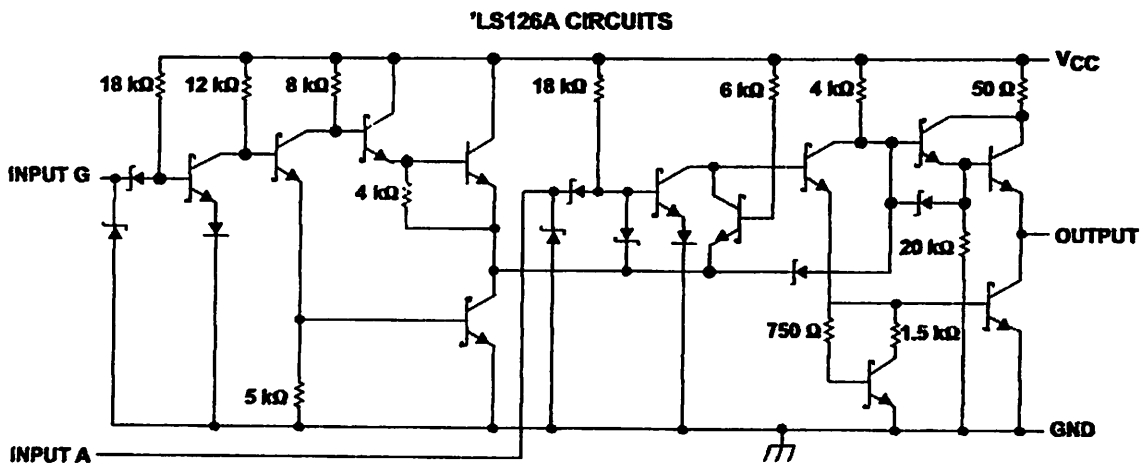 'LS126A CIRCUITS
VCC
18 kΩ
12 kΩ
8 kΩ
18 kΩ
6 kΩ
4 kΩ
50 Ω
INPUT G
4 kΩ
20 kΩ
OUTPUT
750 Ω
1.5 kΩ
5 kΩ
GND
INPUT A